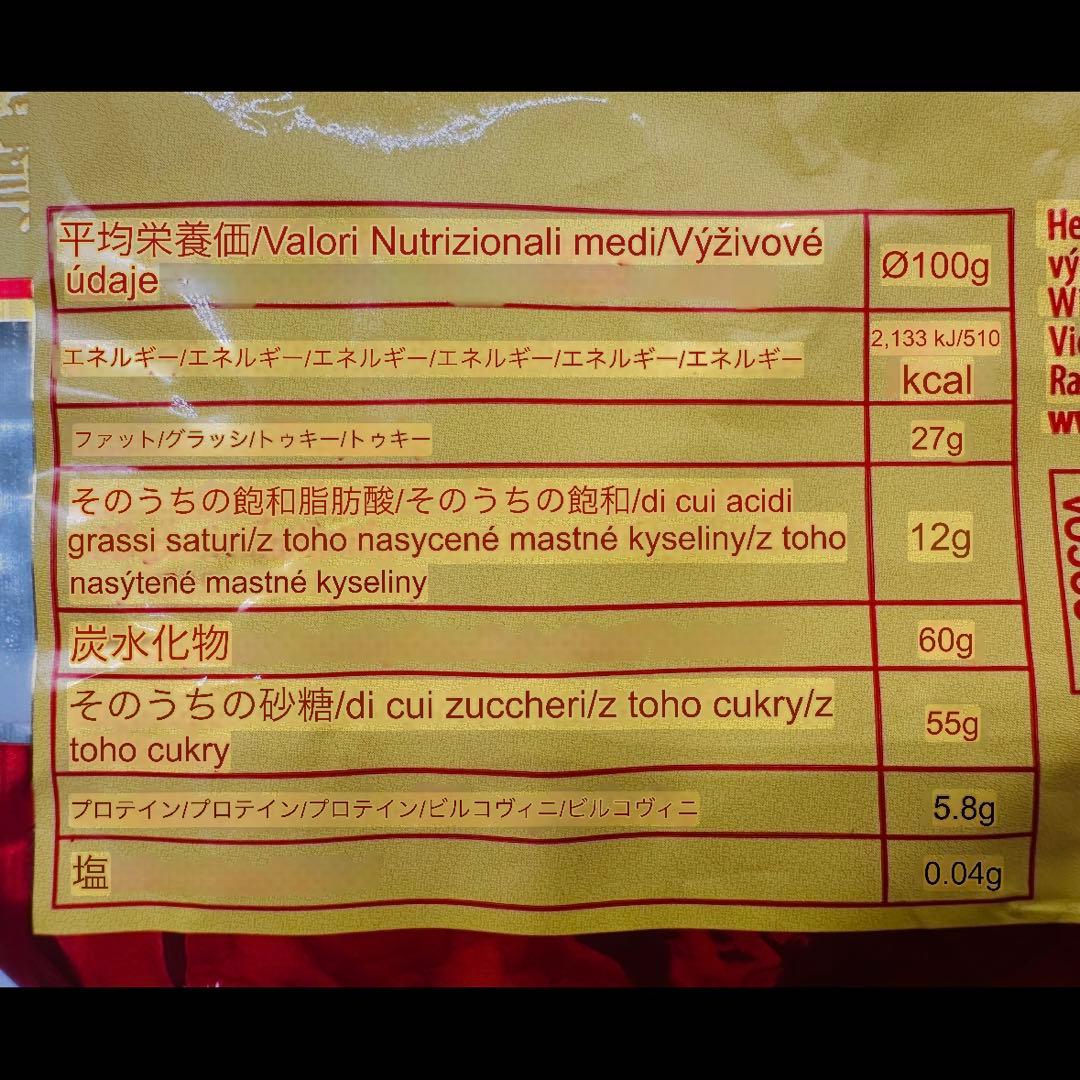 平均栄養価/Valori Nutrizionali medi/Výživové
údaje
Ø100g
エネルギー/エネルギー/エネルギー/エネルギー/エネルギー/エネルギー
2,133 kJ/510
kcal
ファット/グラッシ/トゥキー/トゥキー
27g
そのうちの飽和脂肪酸/そのうちの飽和/di cui acidi
grassi saturi/z toho nasycené mastné kyseliny/z toho
nasýtené mastné kyseliny
12g
炭水化物
60g
そのうちの砂糖/di cui zuccheri/z toho cukry/z
toho cukry
55g
プロテイン/プロテイン/プロテイン/ビルコヴィニ/ビルコヴィニ
5.8g
塩
0.04g
He
vý
W
Vi
Ra